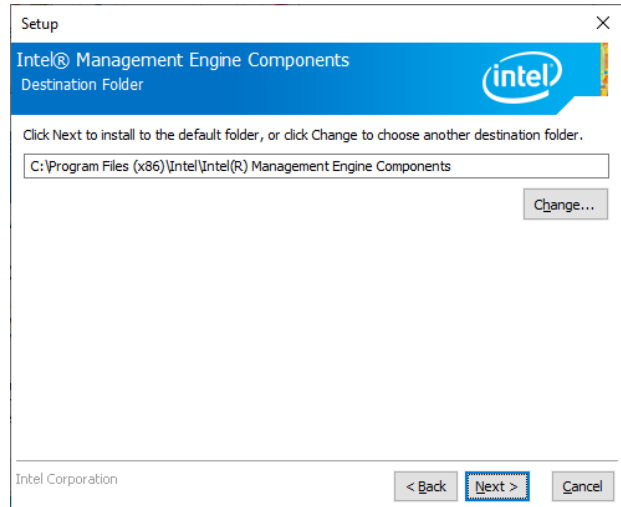 Setup
Intel® Management Engine Components
Destination Folder
intel
Click Next to install to the default folder, or click Change to choose another destination folder.
C:\Program Files (x86)\Intel\Intel(R) Management Engine Components
Change...
Intel Corporation
< Back Next > Cancel